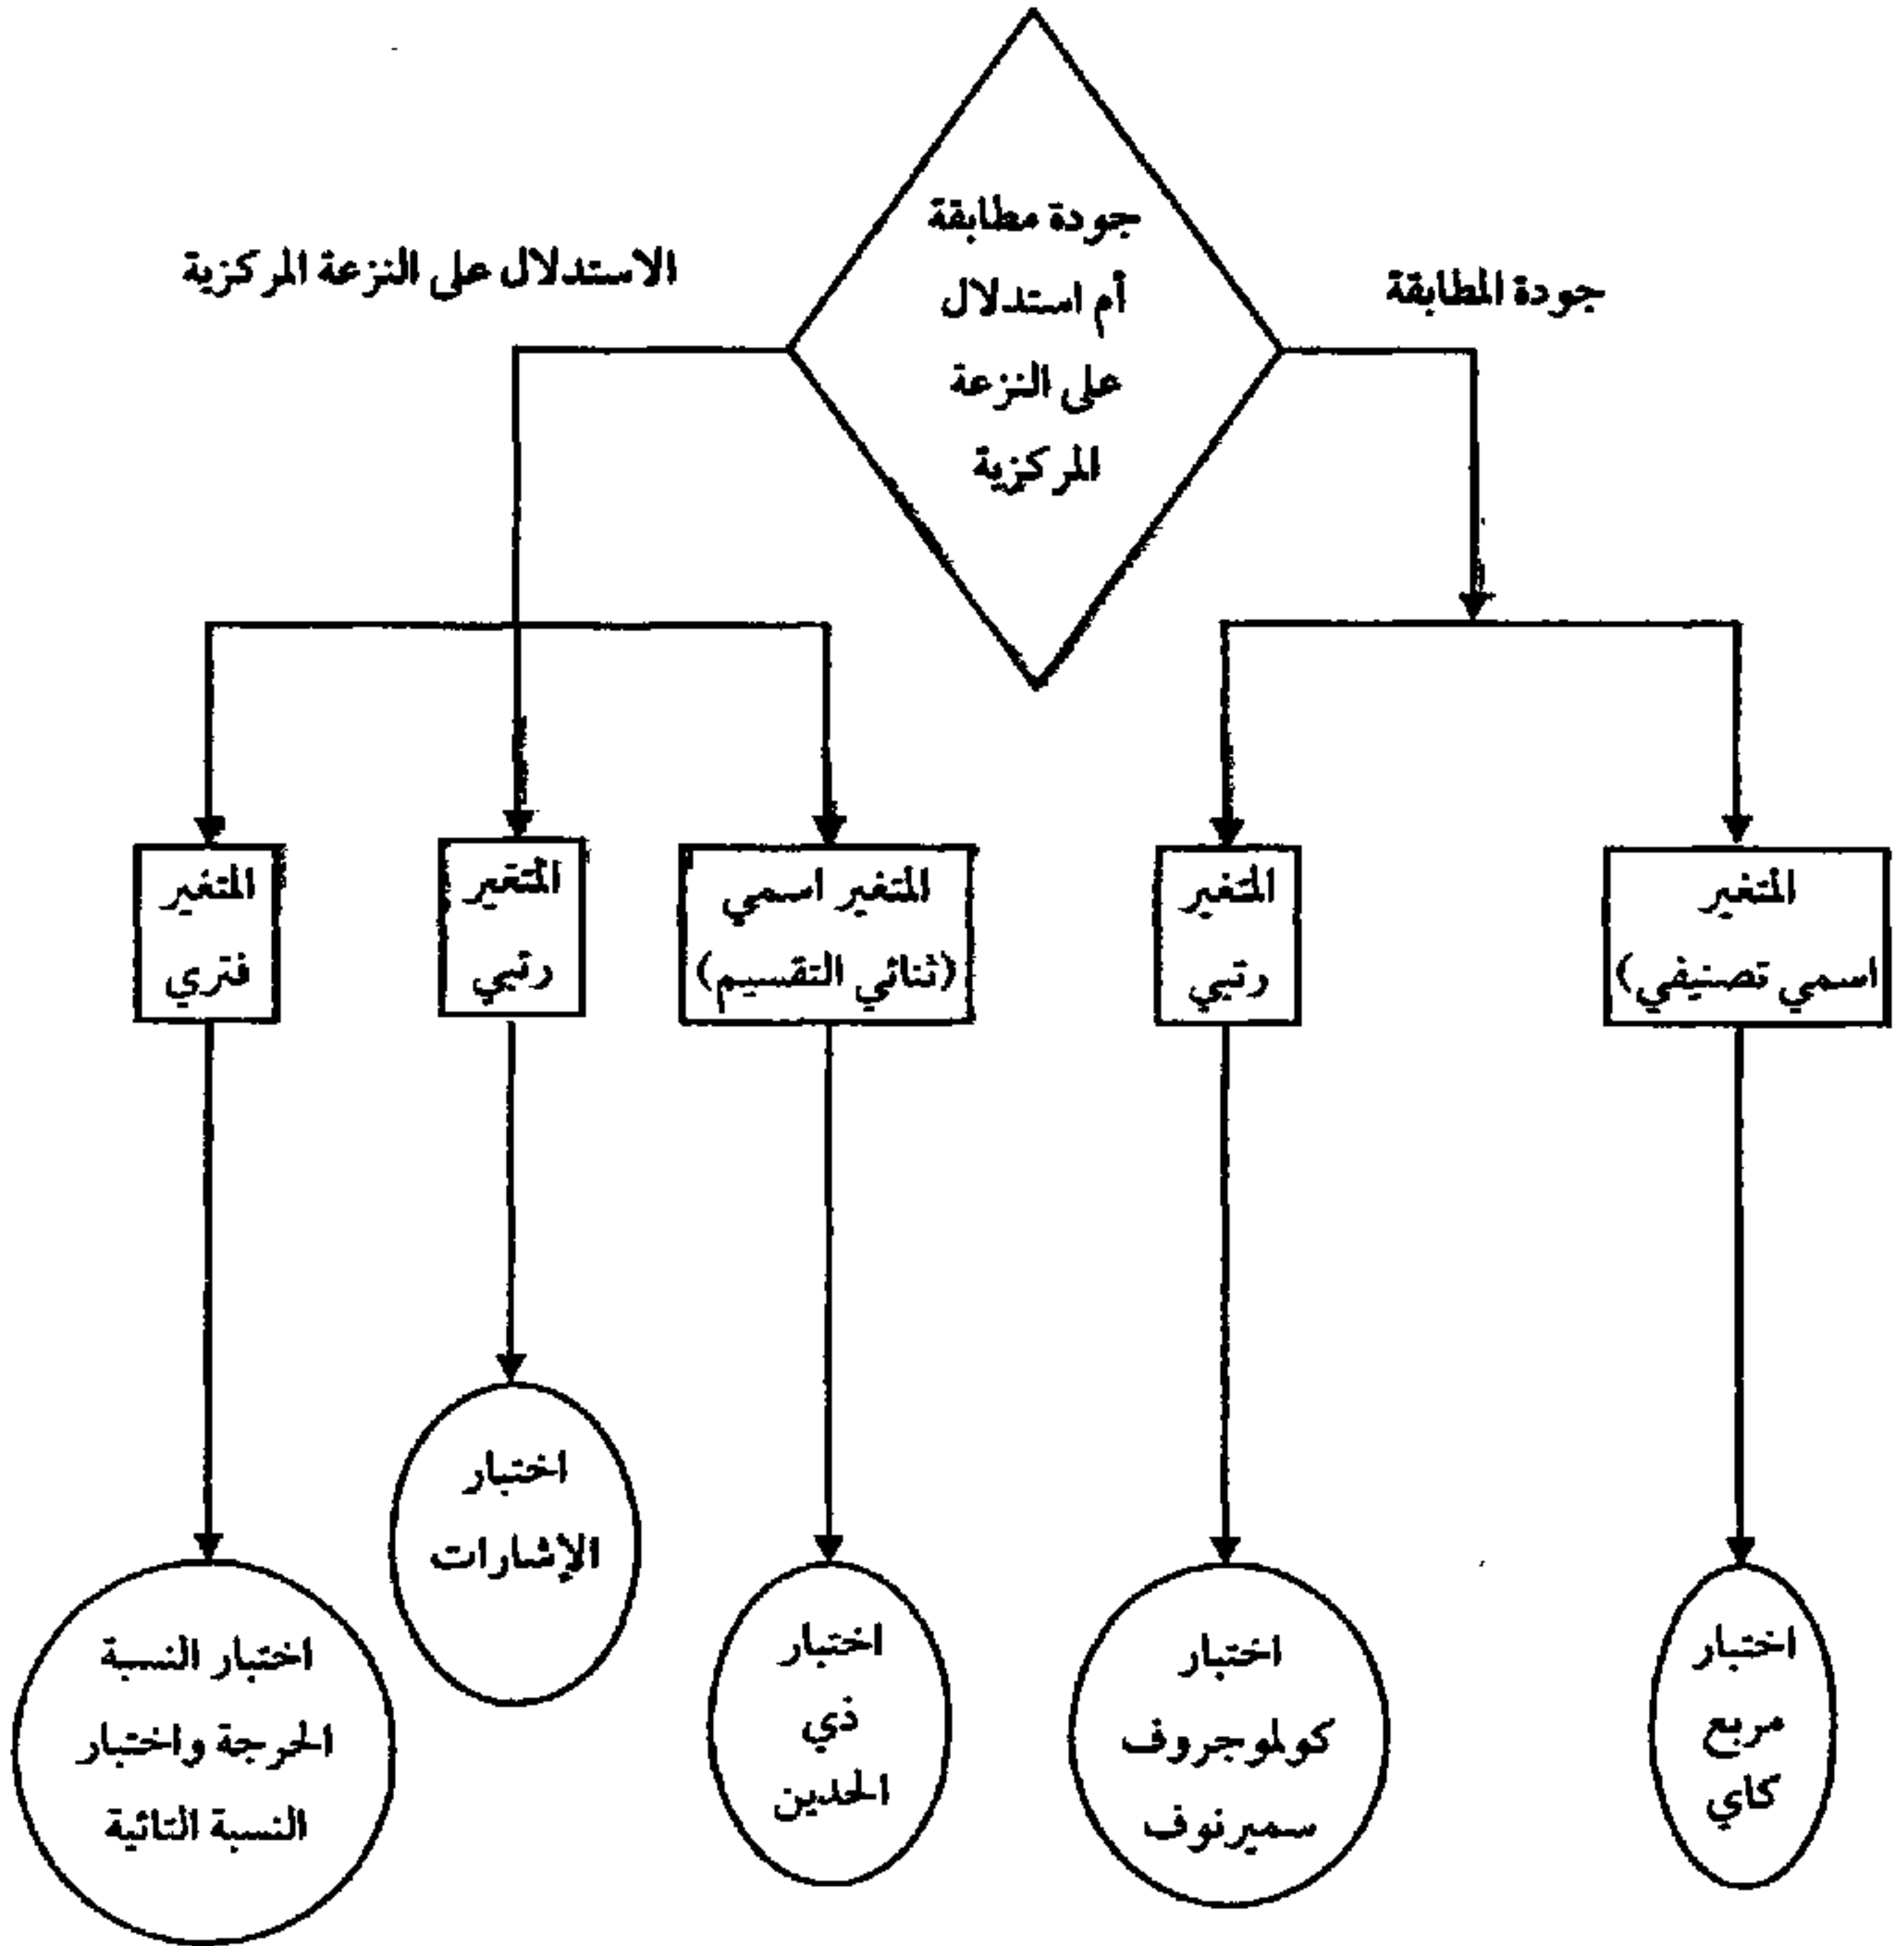 جودة مطابقة
أم استدلال
على النزعة
المركزية
جودة المطابقة
الاستدلال على النزعة المركزية
المتغير
اسمي تصنيفي)
المتغير
رتبي
المتغير اسمي
(ثنائي التقسيم)
المتغير
رتبي
المتغير
فتري
اختبار
مربع
كاي
اختبار
كولموجروف
سميرنوف
اختبار
ذي
الحدين
اختبار
الإشارات
اختبار النسبة
الحرجة واختبار
النسبة التائية